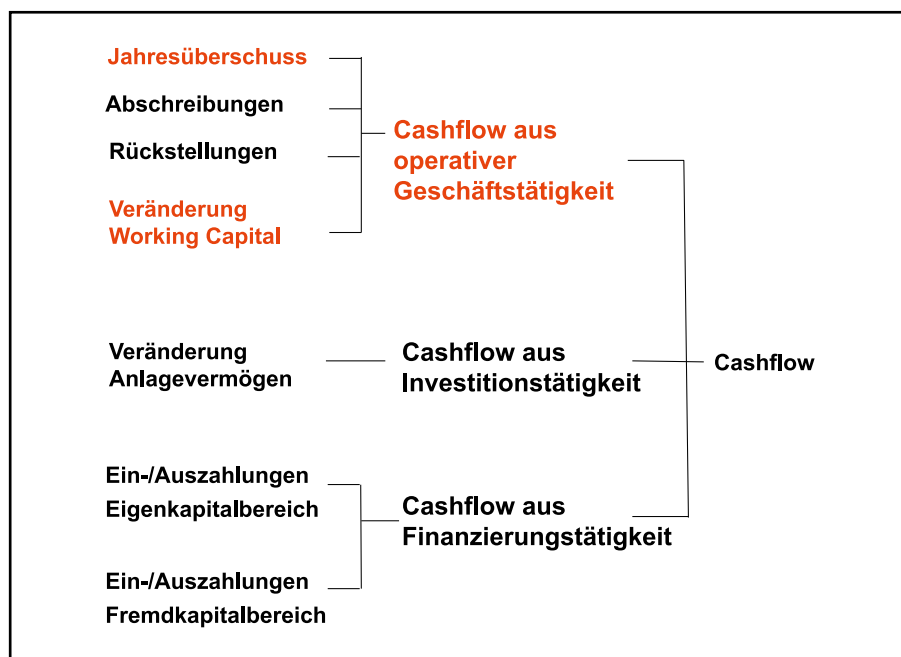 Jahresüberschuss
Abschreibungen
Rückstellungen
Veränderung
Working Capital
Cashflow aus
operativer
Geschäftstätigkeit
Veränderung
Anlagevermögen
Cashflow aus
Investitionstätigkeit
Cashflow
Ein-/Auszahlungen
Eigenkapitalbereich
Cashflow aus
Finanzierungstätigkeit
Ein-/Auszahlungen
Fremdkapitalbereich